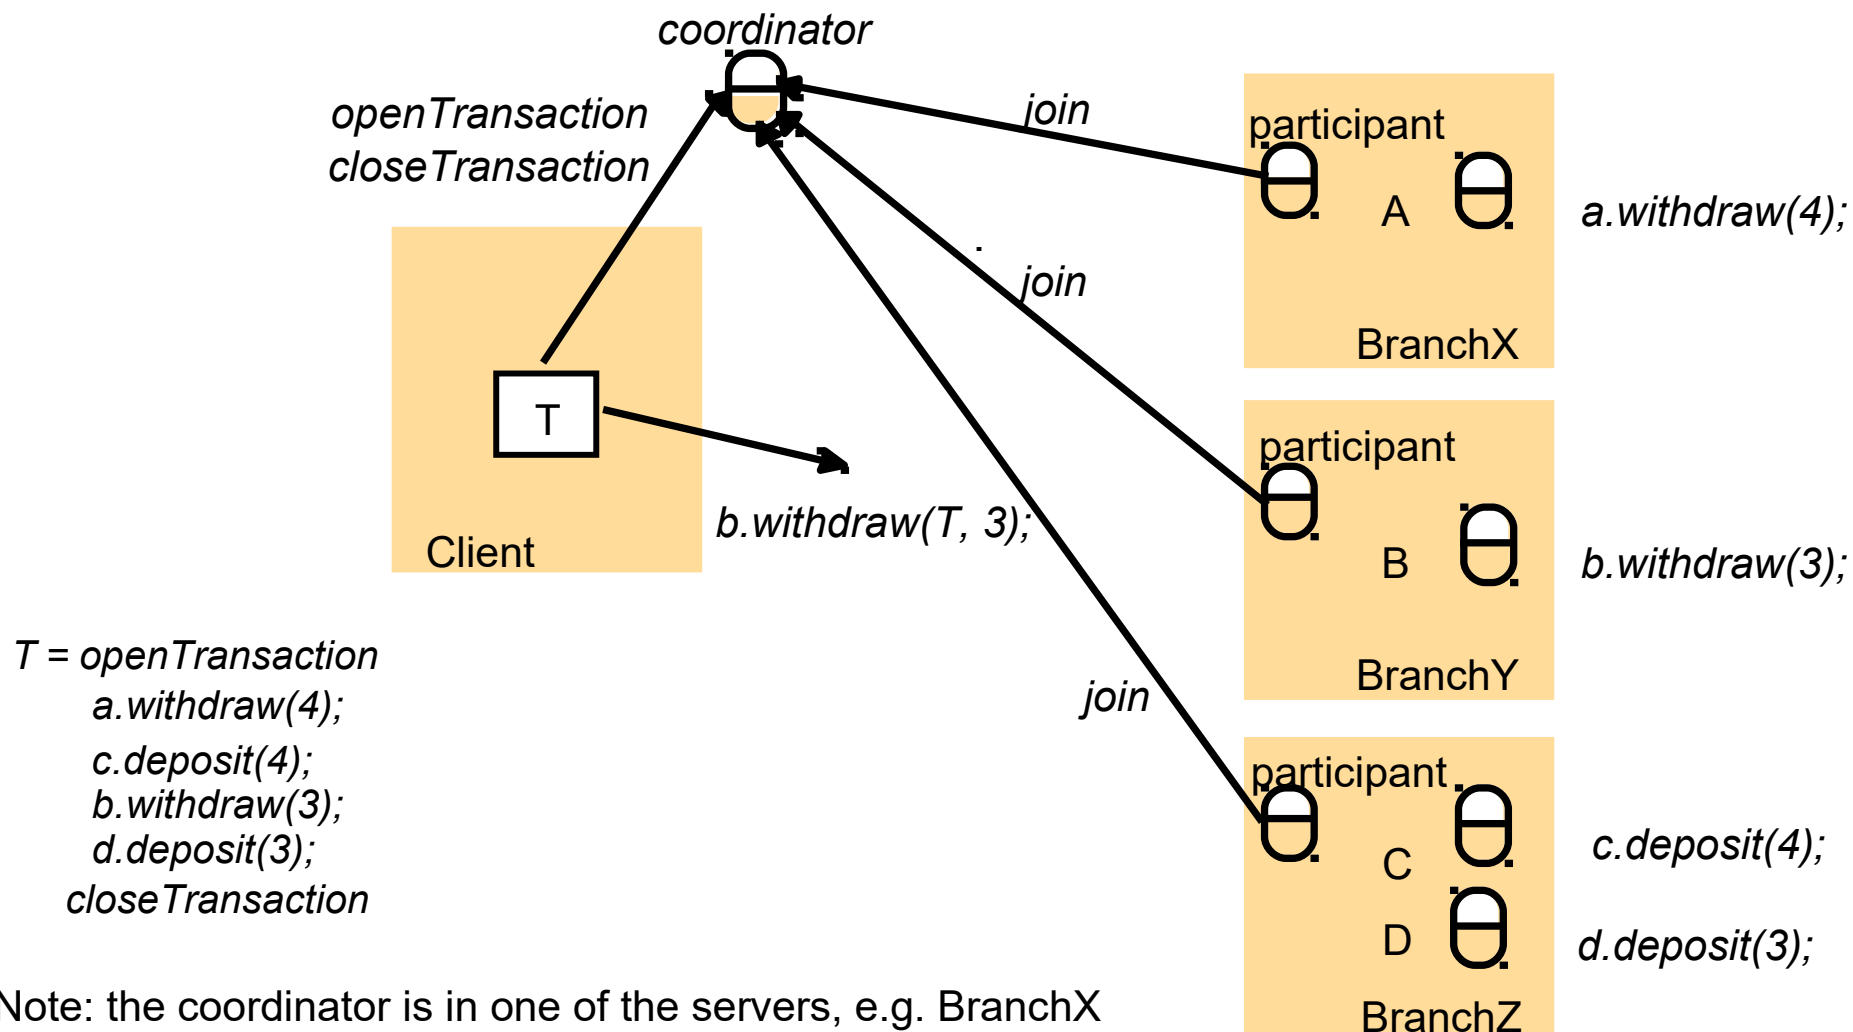 coordinator
openTransaction
closeTransaction
join
participant
A
a.withdraw(4);
BranchX
join
T
Client
b.withdraw(T, 3);
participant
B
b.withdraw(3);
BranchY
join
T = openTransaction
a.withdraw(4);
c.deposit(4);
b.withdraw(3);
d.deposit(3);
closeTransaction
participant
C
c.deposit(4);
D
d.deposit(3);
BranchZ
Note: the coordinator is in one of the servers, e.g. BranchX